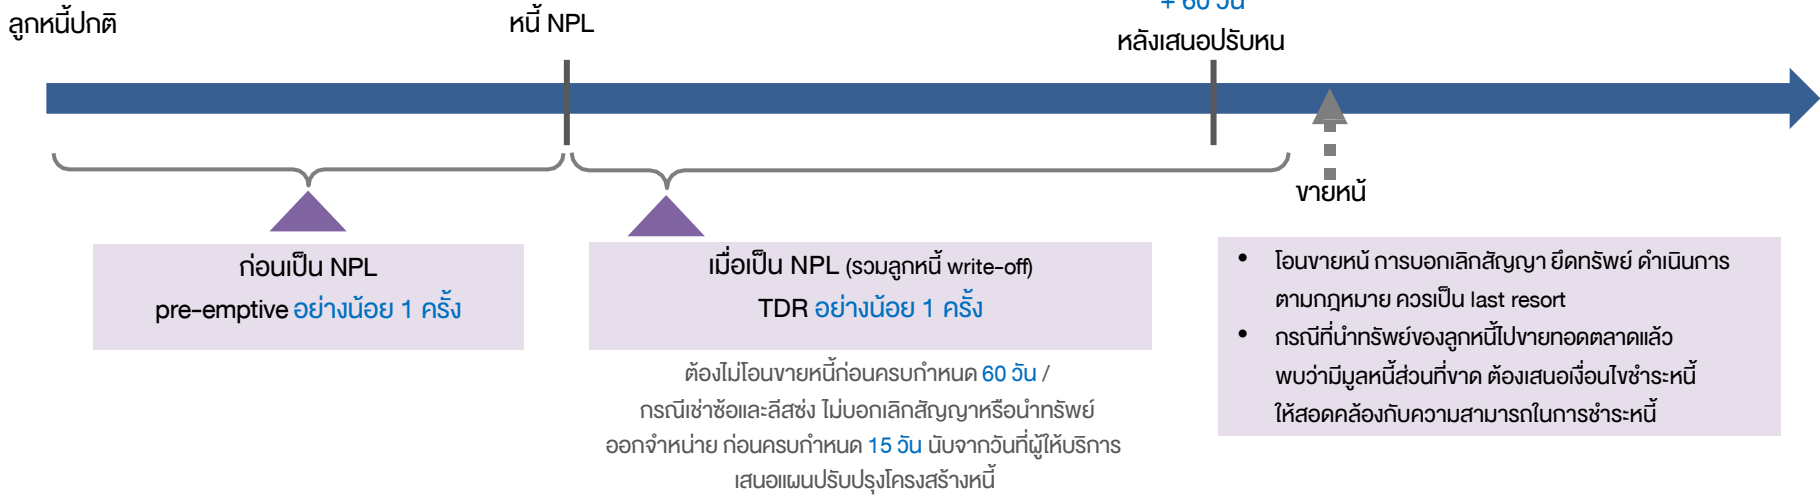 ลูกหนี้ปกติ
หนี้ NPL
+ 60 วัน
หลังเสนอปรับหน
ขายหนี้
ก่อนเป็น NPL
pre-emptive อย่างน้อย 1 ครั้ง
เมื่อเป็น NPL (รวมลูกหนี้ write-off)
TDR อย่างน้อย 1 ครั้ง
ต้องไม่โอนขายหนี้ก่อนครบกำหนด 60 วัน /
กรณีเช่าซื้อและลีสซิ่ง ไม่บอกเลิกสัญญาหรือนำทรัพย์
ออกจำหน่าย ก่อนครบกำหนด 15 วัน นับจากวันที่ผู้ให้บริการ
เสนอแผนปรับปรุงโครงสร้างหนี้
• โอนขายหนี้ การบอกเลิกสัญญา ยึดทรัพย์ ดำเนินการ
ตามกฎหมาย ควรเป็น last resort
• กรณีที่นำทรัพย์ของลูกหนี้ไปขายทอดตลาดแล้ว
พบว่ามีมูลหนี้ส่วนที่ขาด ต้องเสนอเงื่อนไขชำระหนี้
ให้สอดคล้องกับความสามารถในการชำระหนี้